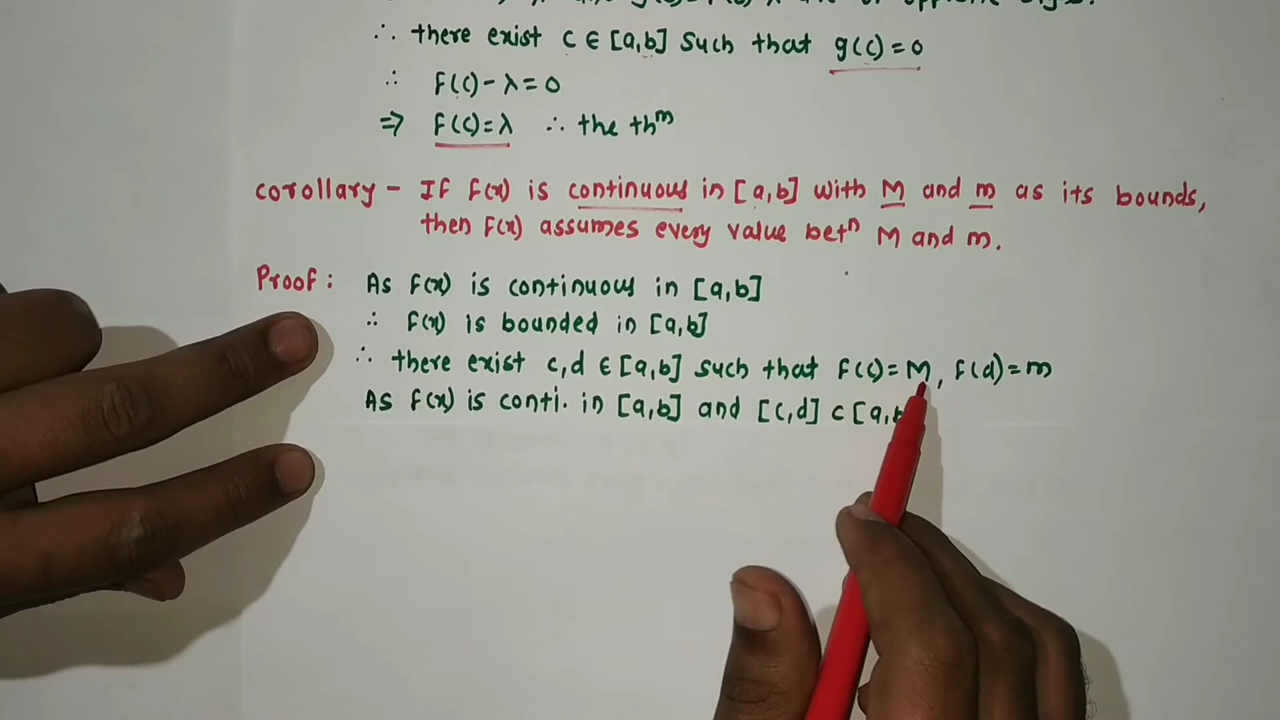 ∴ there exist c ∈ [a,b] such that g(c)=0
∴ F(c)-λ=0
⇒ F(c)=λ ∴ the thᵐ
corollary - If F(x) is continuous in [a,b] with M and m as its bounds,
then F(x) assumes every value betⁿ M and m.
Proof: As F(x) is continuous in [a,b]
∴ F(x) is bounded in [a,b]
∴ there exist c,d ∈ [a,b] such that F(c)=M, F(d)=m
As F(x) is conti. in [a,b] and [c,d] ⊂ [a,b